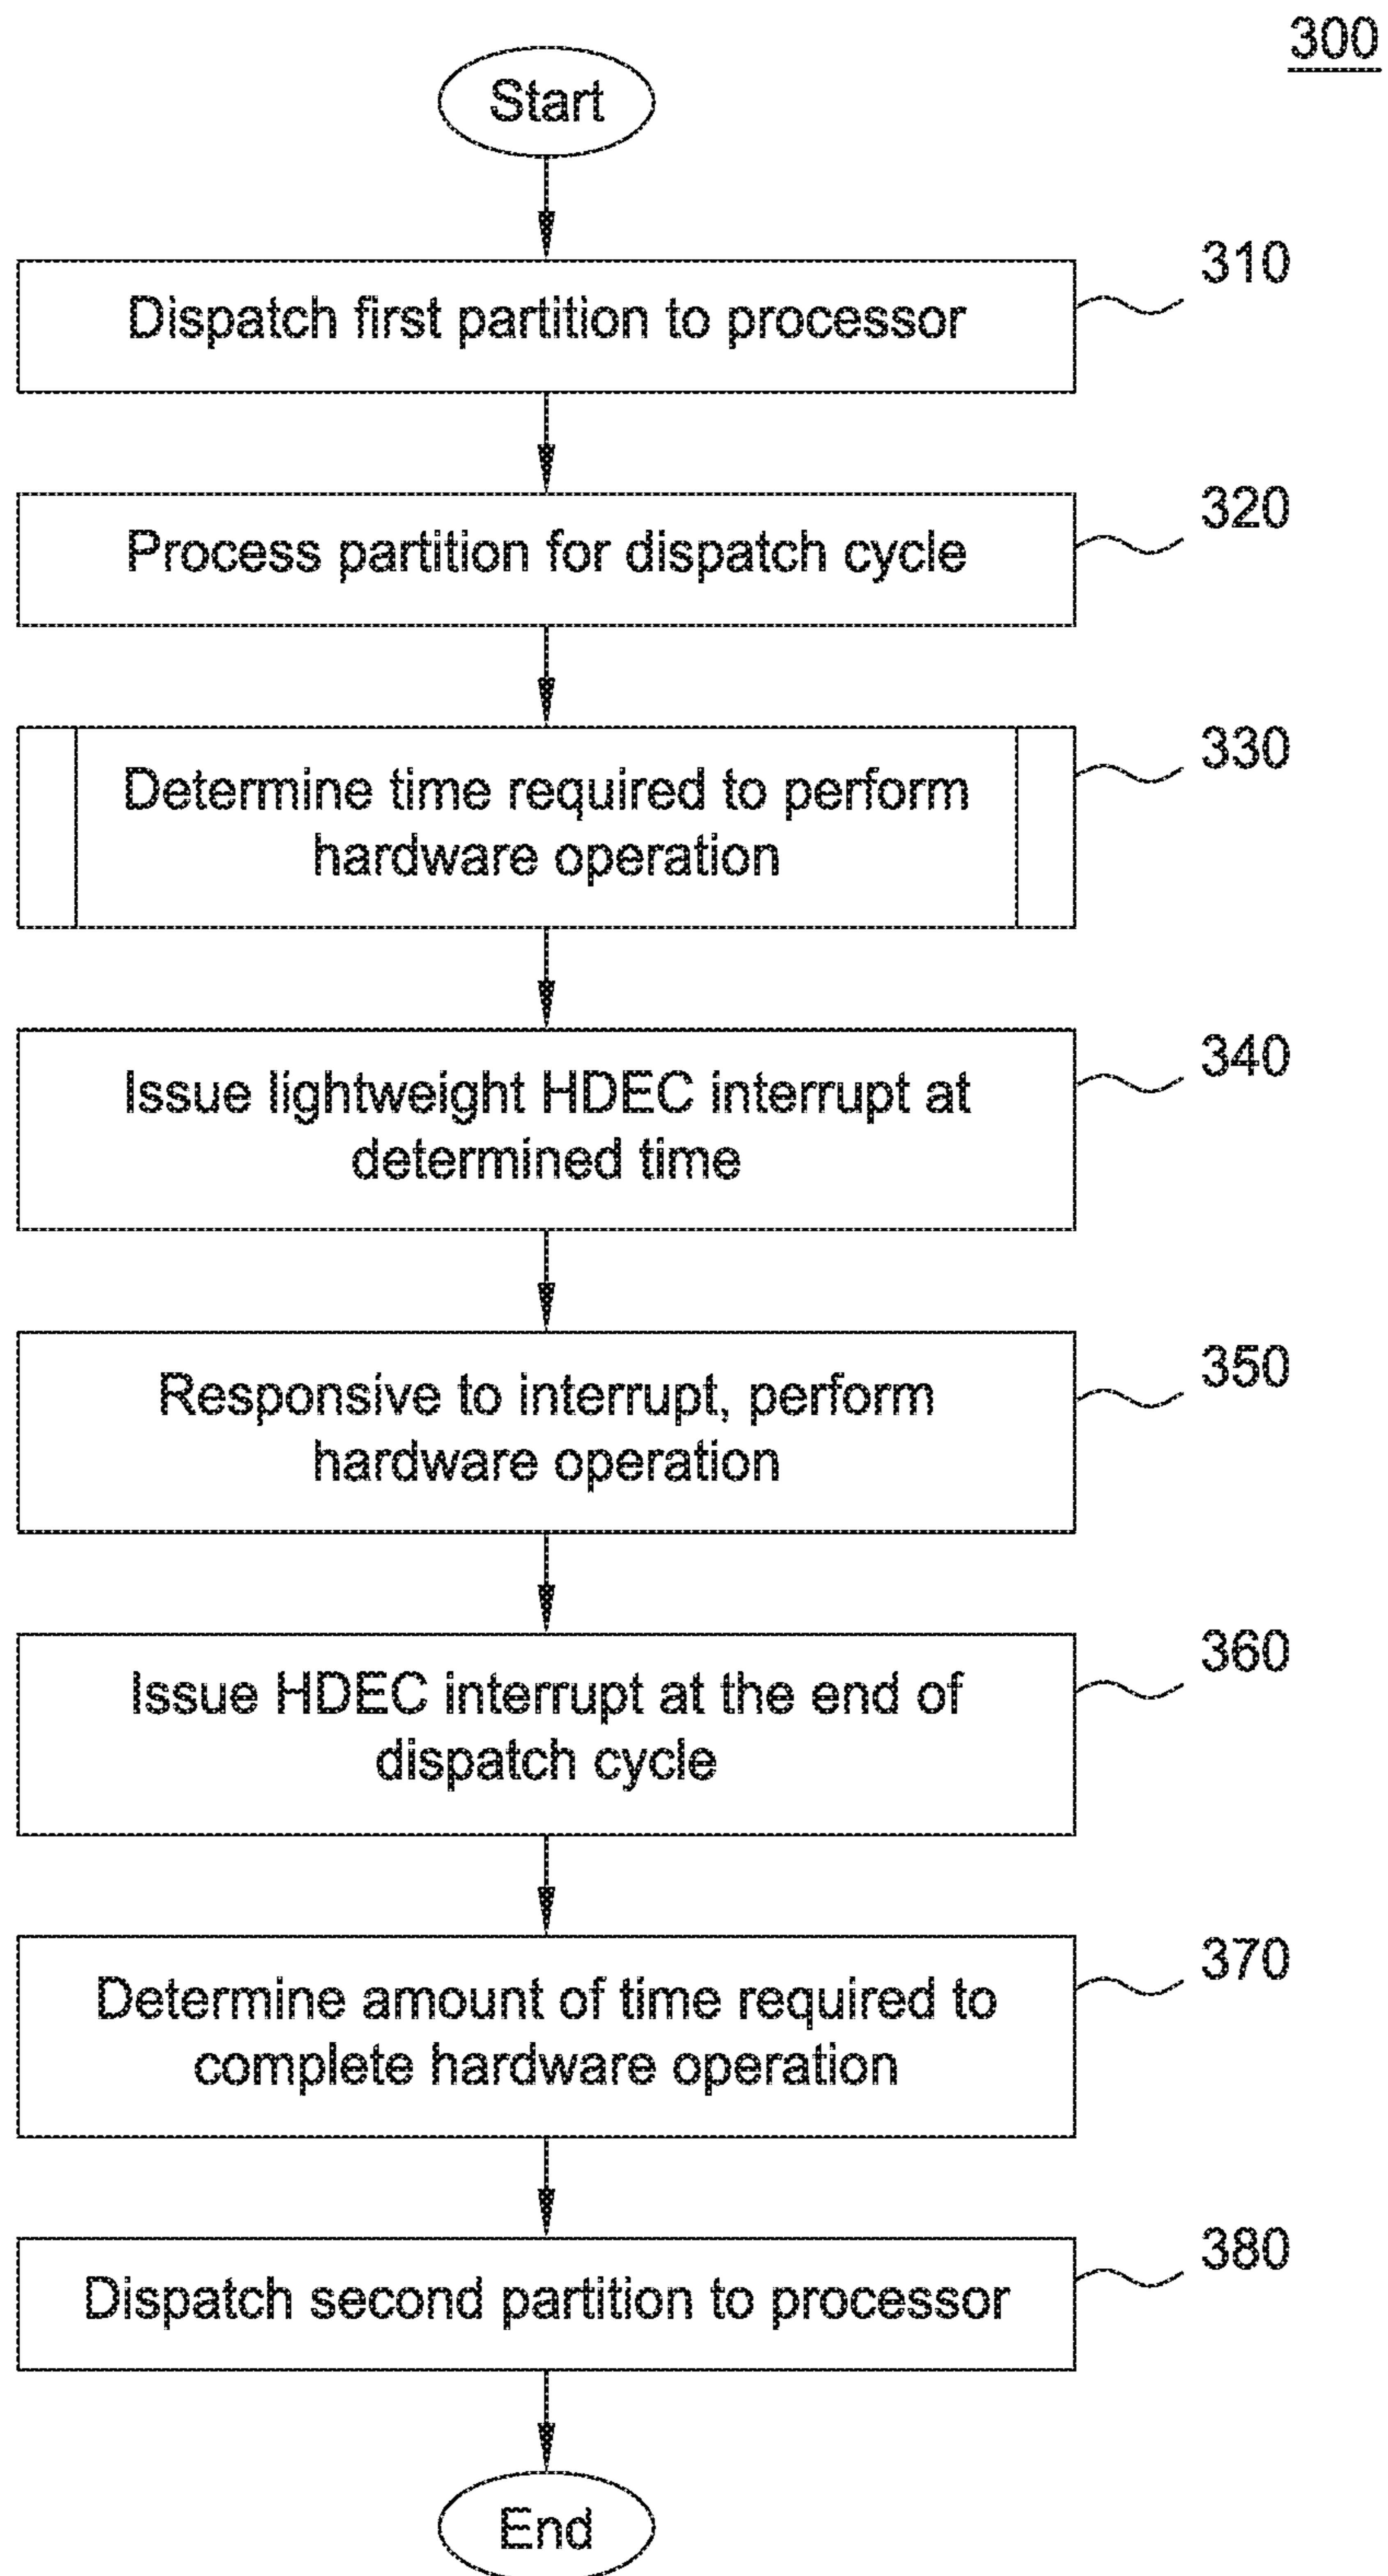 300
Start
Dispatch first partition to processor
310
Process partition for dispatch cycle
320
Determine time required to perform
hardware operation
330
Issue lightweight HDEC interrupt at
determined time
340
Responsive to interrupt, perform
hardware operation
350
Issue HDEC interrupt at the end of
dispatch cycle
360
Determine amount of time required to
complete hardware operation
370
Dispatch second partition to processor
380
End